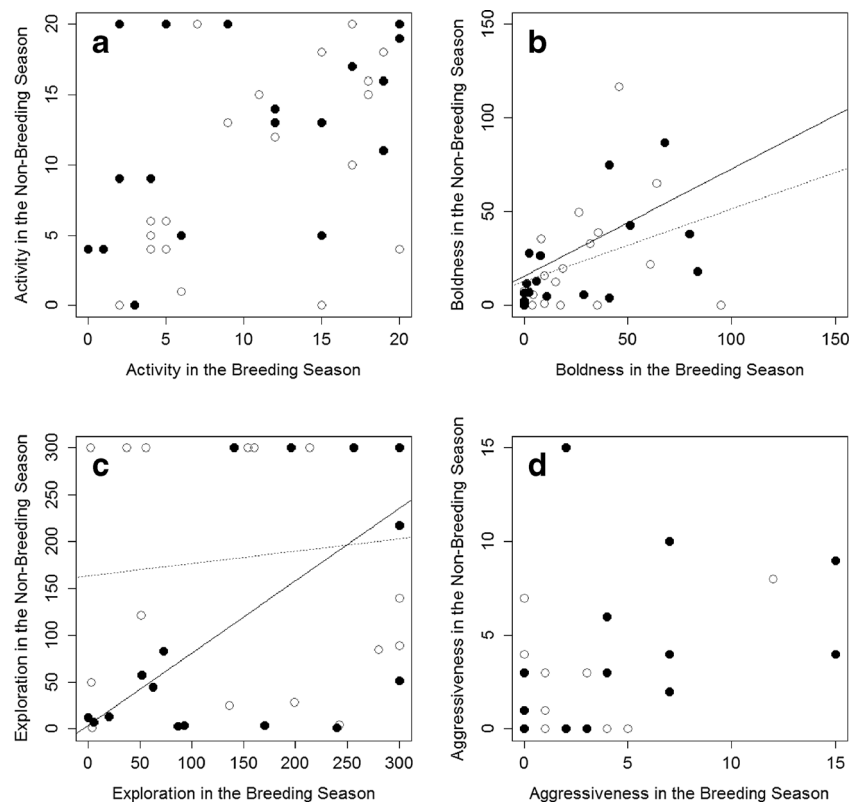 a
Activity in the Non-Breeding Season
20
15
10
5
0
0 5 10 15 20
Activity in the Breeding Season
b
Boldness in the Non-Breeding Season
150
100
50
0
0 50 100 150
Boldness in the Breeding Season
c
Exploration in the Non-Breeding Season
300
250
200
150
100
50
0
0 50 100 150 200 250 300
Exploration in the Breeding Season
d
Aggressiveness in the Non-Breeding Season
15
10
5
0
0 5 10 15
Aggressiveness in the Breeding Season